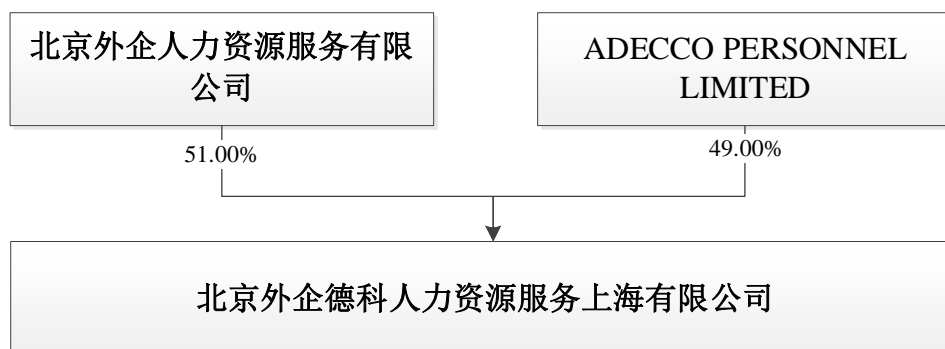 北京外企人力资源服务有限
公司
ADECCO PERSONNEL
LIMITED
51.00%
49.00%
北京外企德科人力资源服务上海有限公司